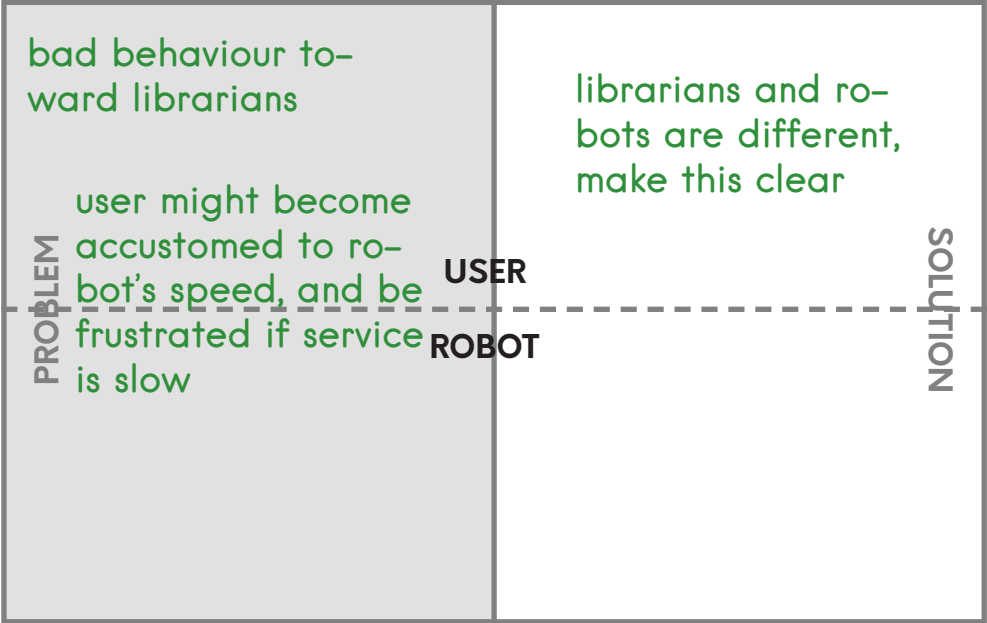 bad behaviour to-
ward librarians
user might become
accustomed to ro-
bot's speed, and be
frustrated if service
is slow
PROBLEM
USER
ROBOT
librarians and ro-
bots are different,
make this clear
SOLUTION